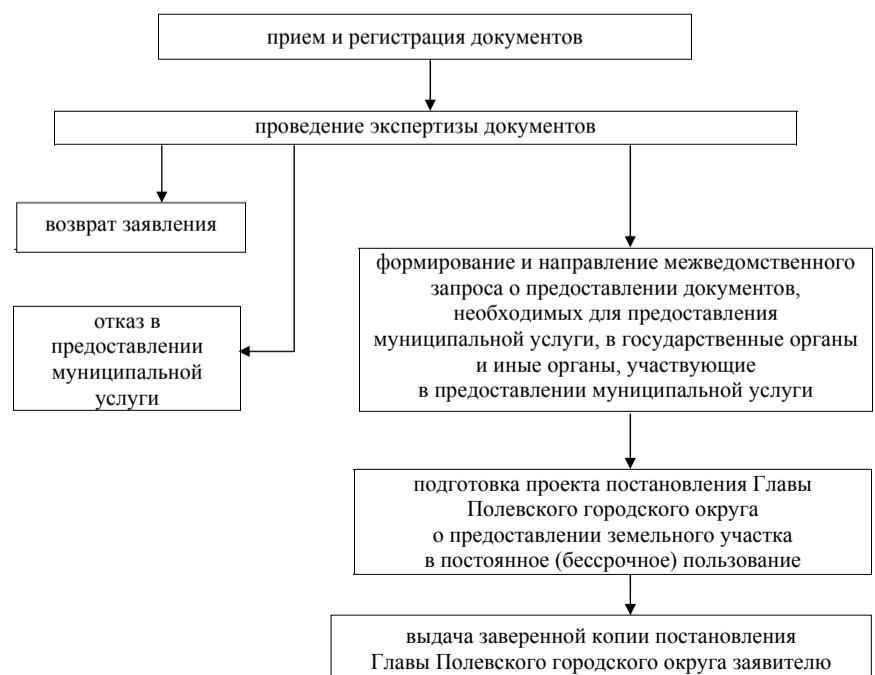 прием и регистрация документов
проведение экспертизы документов
возврат заявления
отказ в
предоставлении
муниципальной
услуги
формирование и направление межведомственного
запроса о предоставлении документов,
необходимых для предоставления
муниципальной услуги, в государственные органы
и иные органы, участвующие
в предоставлении муниципальной услуги
подготовка проекта постановления Главы
Полевского городского округа
о предоставлении земельного участка
в постоянное (бессрочное) пользование
выдача заверенной копии постановления
Главы Полевского городского округа заявителю